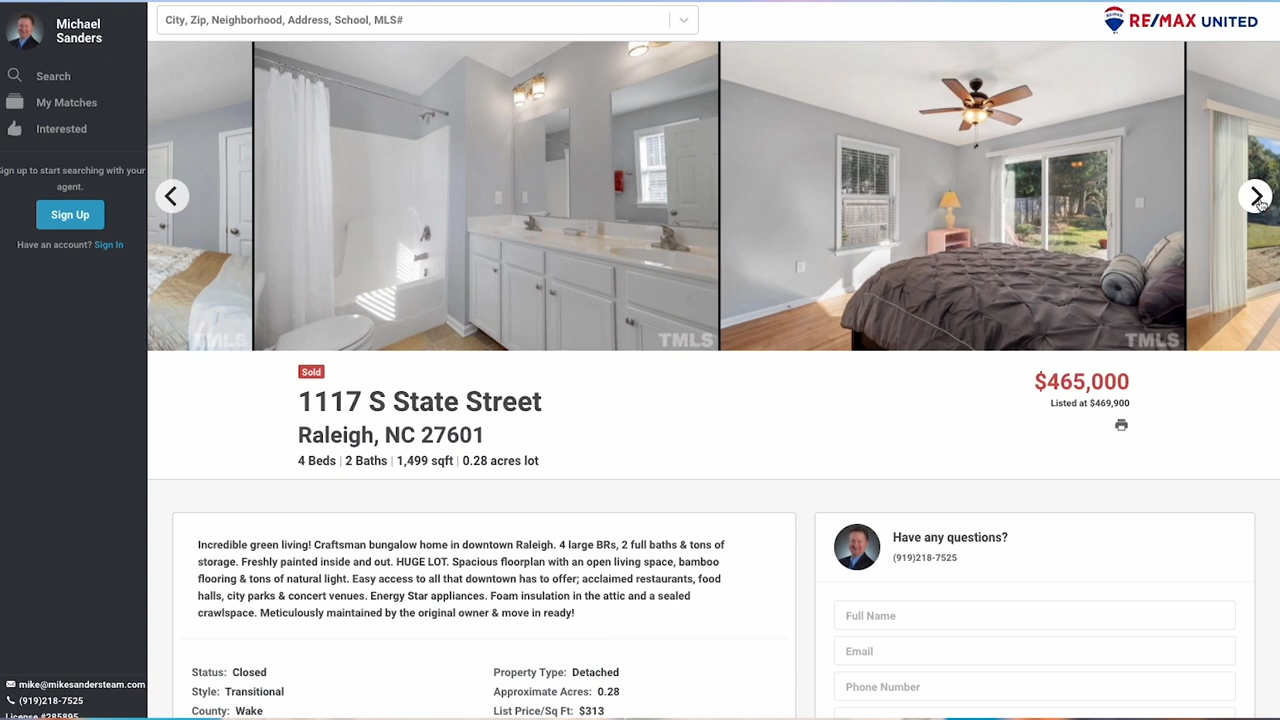 Michael
Sanders
Search
My Matches
Interested
Sign up to start searching with your
agent.
Sign Up
Have an account? Sign In
mike@mikesandersteam.com
(919)218-7525
License #285895
City, Zip, Neighborhood, Address, School, MLS#
RE/MAX UNITED
TMLS
TMLS
TMLS
Sold
1117 S State Street
Raleigh, NC 27601
4 Beds | 2 Baths | 1,499 sqft | 0.28 acres lot
$465,000
Listed at $469,900
Incredible green living! Craftsman bungalow home in downtown Raleigh. 4 large BRs, 2 full baths & tons of
storage. Freshly painted inside and out. HUGE LOT. Spacious floorplan with an open living space, bamboo
flooring & tons of natural light. Easy access to all that downtown has to offer; acclaimed restaurants, food
halls, city parks & concert venues. Energy Star appliances. Foam insulation in the attic and a sealed
crawlspace. Meticulously maintained by the original owner & move in ready!
Status: Closed
Style: Transitional
County: Wake
Property Type: Detached
Approximate Acres: 0.28
List Price/Sq Ft: $313
Have any questions?
(919)218-7525
Full Name
Email
Phone Number